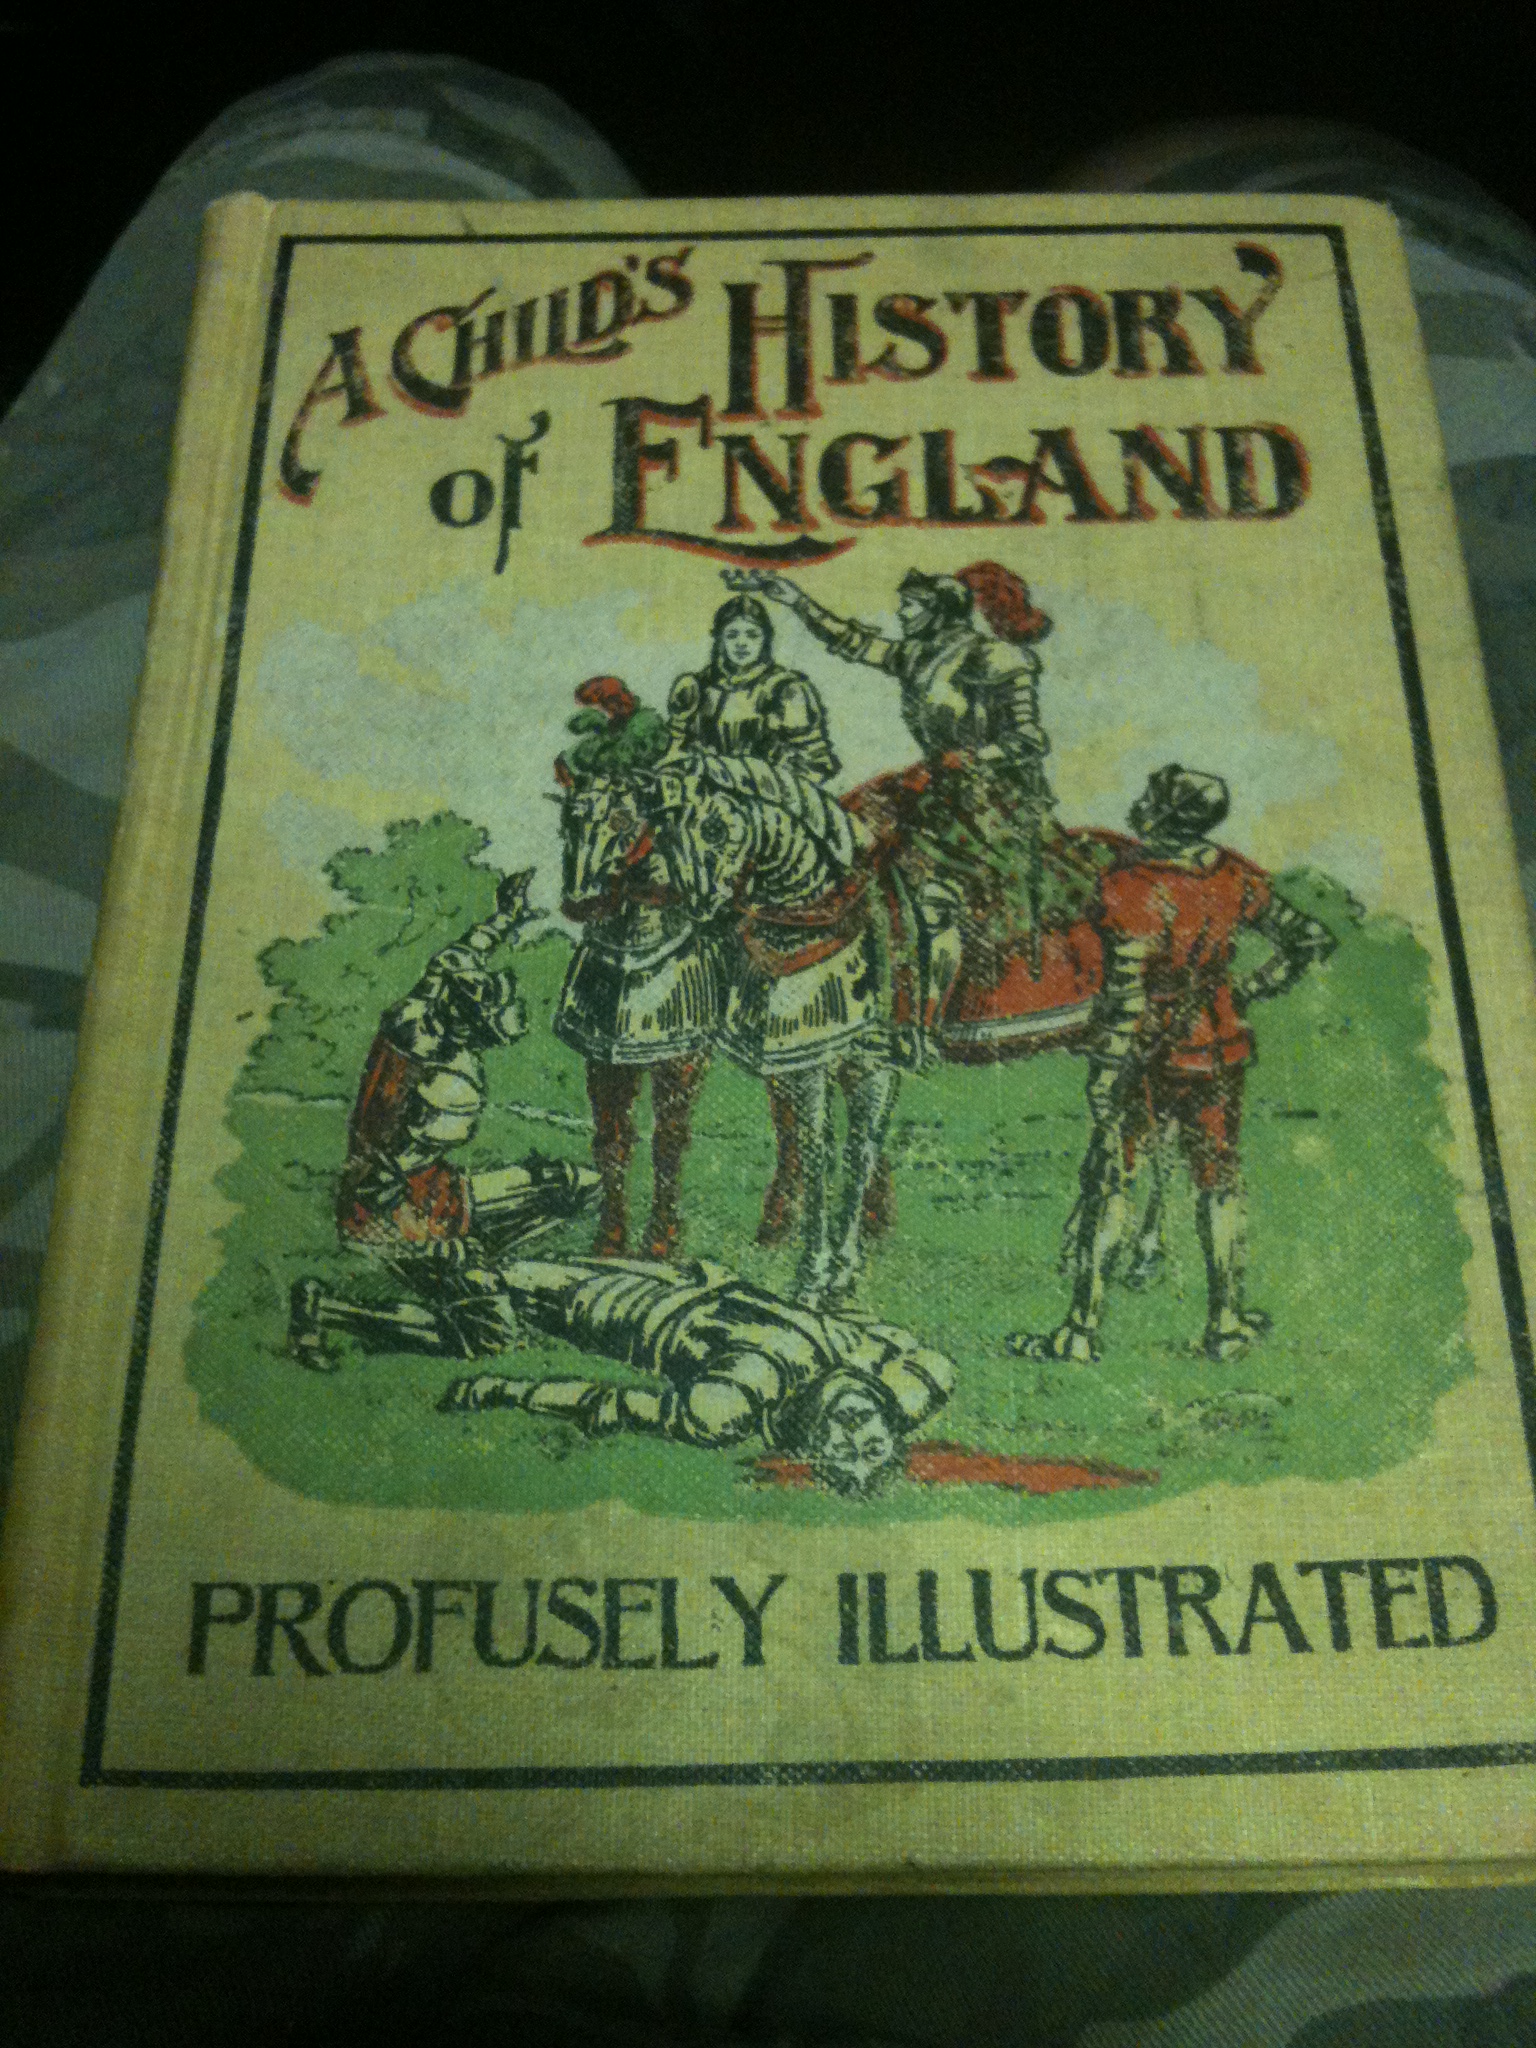 A CHILD'S HISTORY
OF ENGLAND
PROFUSELY ILLUSTRATED